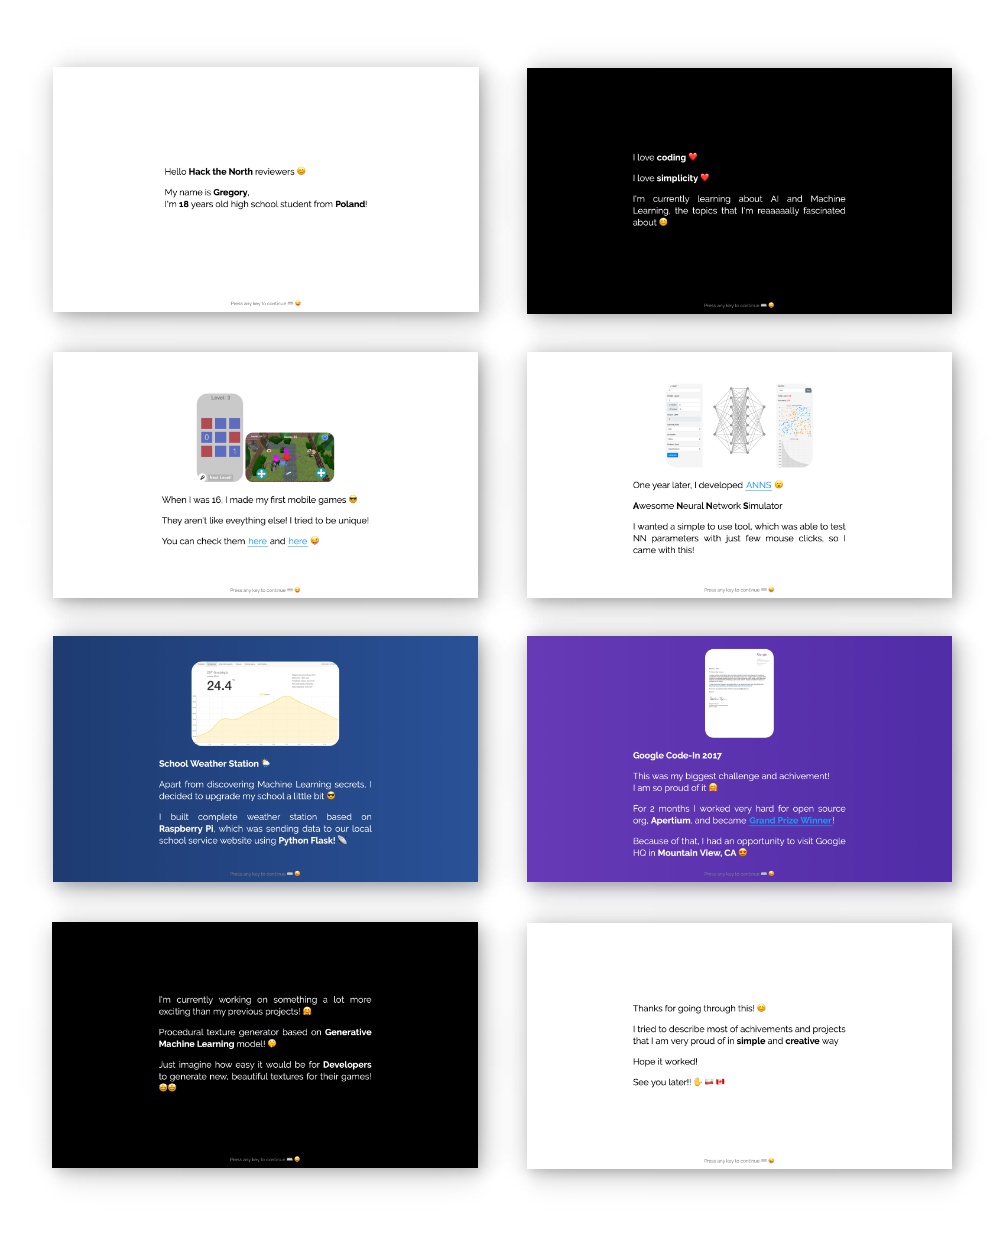 Hello Hack the North reviewers 😊
My name is Gregory,
I'm 18 years old high school student from Poland!
Press any key to continue ⌨️ 😄
I love coding ❤️
I love simplicity ❤️
I'm currently learning about AI and Machine
Learning, the topics that I'm reaaaaally fascinated
about 😊
Press any key to continue ⌨️ 😄
Level: 3
0
1
When I was 16, I made my first mobile games 😎
They aren't like eveything else! I tried to be unique!
You can check them here and here 😜
Press any key to continue ⌨️ 😄
One year later, I developed ANNS 😴
Awesome Neural Network Simulator
I wanted a simple to use tool, which was able to test
NN parameters with just few mouse clicks, so I
came with this!
Press any key to continue ⌨️ 😄
24.4
School Weather Station 🌦
Apart from discovering Machine Learning secrets, I
decided to upgrade my school a little bit 😎
I built complete weather station based on
Raspberry Pi, which was sending data to our local
school service website using Python Flask! 🛰
Press any key to continue ⌨️ 😄
Google
Google Code-In 2017
This was my biggest challenge and achivement!
I am so proud of it 🤗
For 2 months I worked very hard for open source
org, Apertium, and became Grand Prize Winner!
Because of that, I had an opportunity to visit Google
HQ in Mountain View, CA 😍
Press any key to continue ⌨️ 😄
I'm currently working on something a lot more
exciting than my previous projects! 🤗
Procedural texture generator based on Generative
Machine Learning model! 🤔
Just imagine how easy it would be for Developers
to generate new, beautiful textures for their games!
🤩🤩
Press any key to continue ⌨️ 😄
Thanks for going through this! 😊
I tried to describe most of achivements and projects
that I am very proud of in simple and creative way
Hope it worked!
See you later!! ✋ 🇵🇱 🇨🇦
Press any key to continue ⌨️ 😄